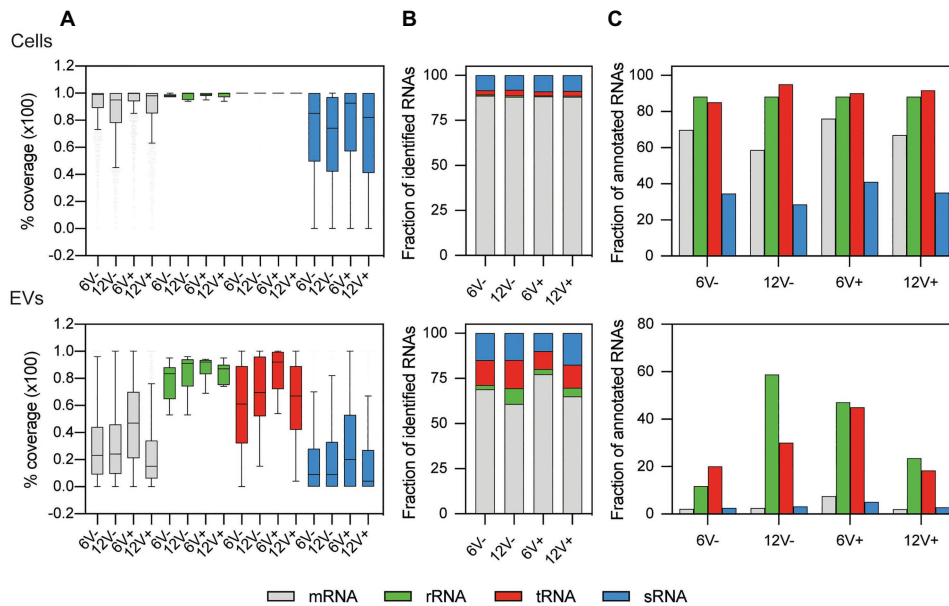 A
B
C
Cells
% coverage (x100)
1.2
1.0
0.8
0.6
0.4
0.2
0.0
-0.2
6V- 12V- 6V+ 12V+ 6V- 12V- 6V+ 12V+ 6V- 12V- 6V+ 12V+ 6V- 12V- 6V+ 12V+
Fraction of identified RNAs
100
75
50
25
0
6V- 12V- 6V+ 12V+
Fraction of annotated RNAs
100
80
60
40
20
0
6V- 12V- 6V+ 12V+
EVs
% coverage (x100)
1.2
1.0
0.8
0.6
0.4
0.2
0.0
-0.2
6V- 12V- 6V+ 12V+ 6V- 12V- 6V+ 12V+ 6V- 12V- 6V+ 12V+ 6V- 12V- 6V+ 12V+
Fraction of identified RNAs
100
75
50
25
0
6V- 12V- 6V+ 12V+
Fraction of annotated RNAs
80
60
40
20
0
6V- 12V- 6V+ 12V+
mRNA rRNA tRNA sRNA